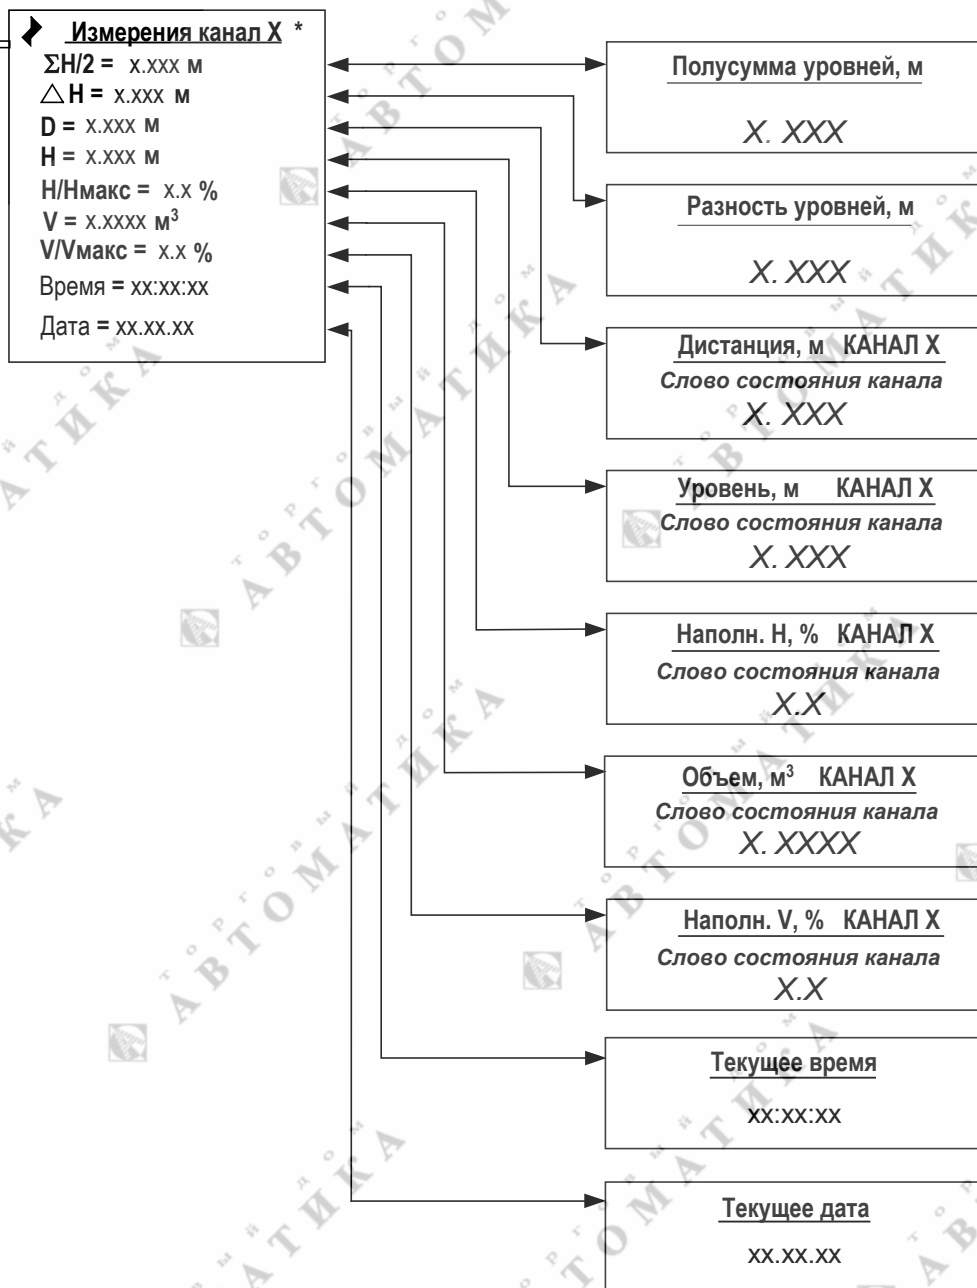 Измерения канал X *
ΣH/2 = x.xxx м
△ H = x.xxx м
D = x.xxx м
H = x.xxx м
H/Hмакс = x.x %
V = x.xxxx м³
V/Vмакс = x.x %
Время = xx:xx:xx
Дата = xx.xx.xx
Полусумма уровней, м
X. XXX
Разность уровней, м
X. XXX
Дистанция, м КАНАЛ X
Слово состояния канала
X. XXX
Уровень, м КАНАЛ X
Слово состояния канала
X. XXX
Наполн. H, % КАНАЛ X
Слово состояния канала
X.X
Объем, м³ КАНАЛ X
Слово состояния канала
X. XXXX
Наполн. V, % КАНАЛ X
Слово состояния канала
X.X
Текущее время
xx:xx:xx
Текущее дата
xx.xx.xx
торговый дом
АВТОМАТИКА